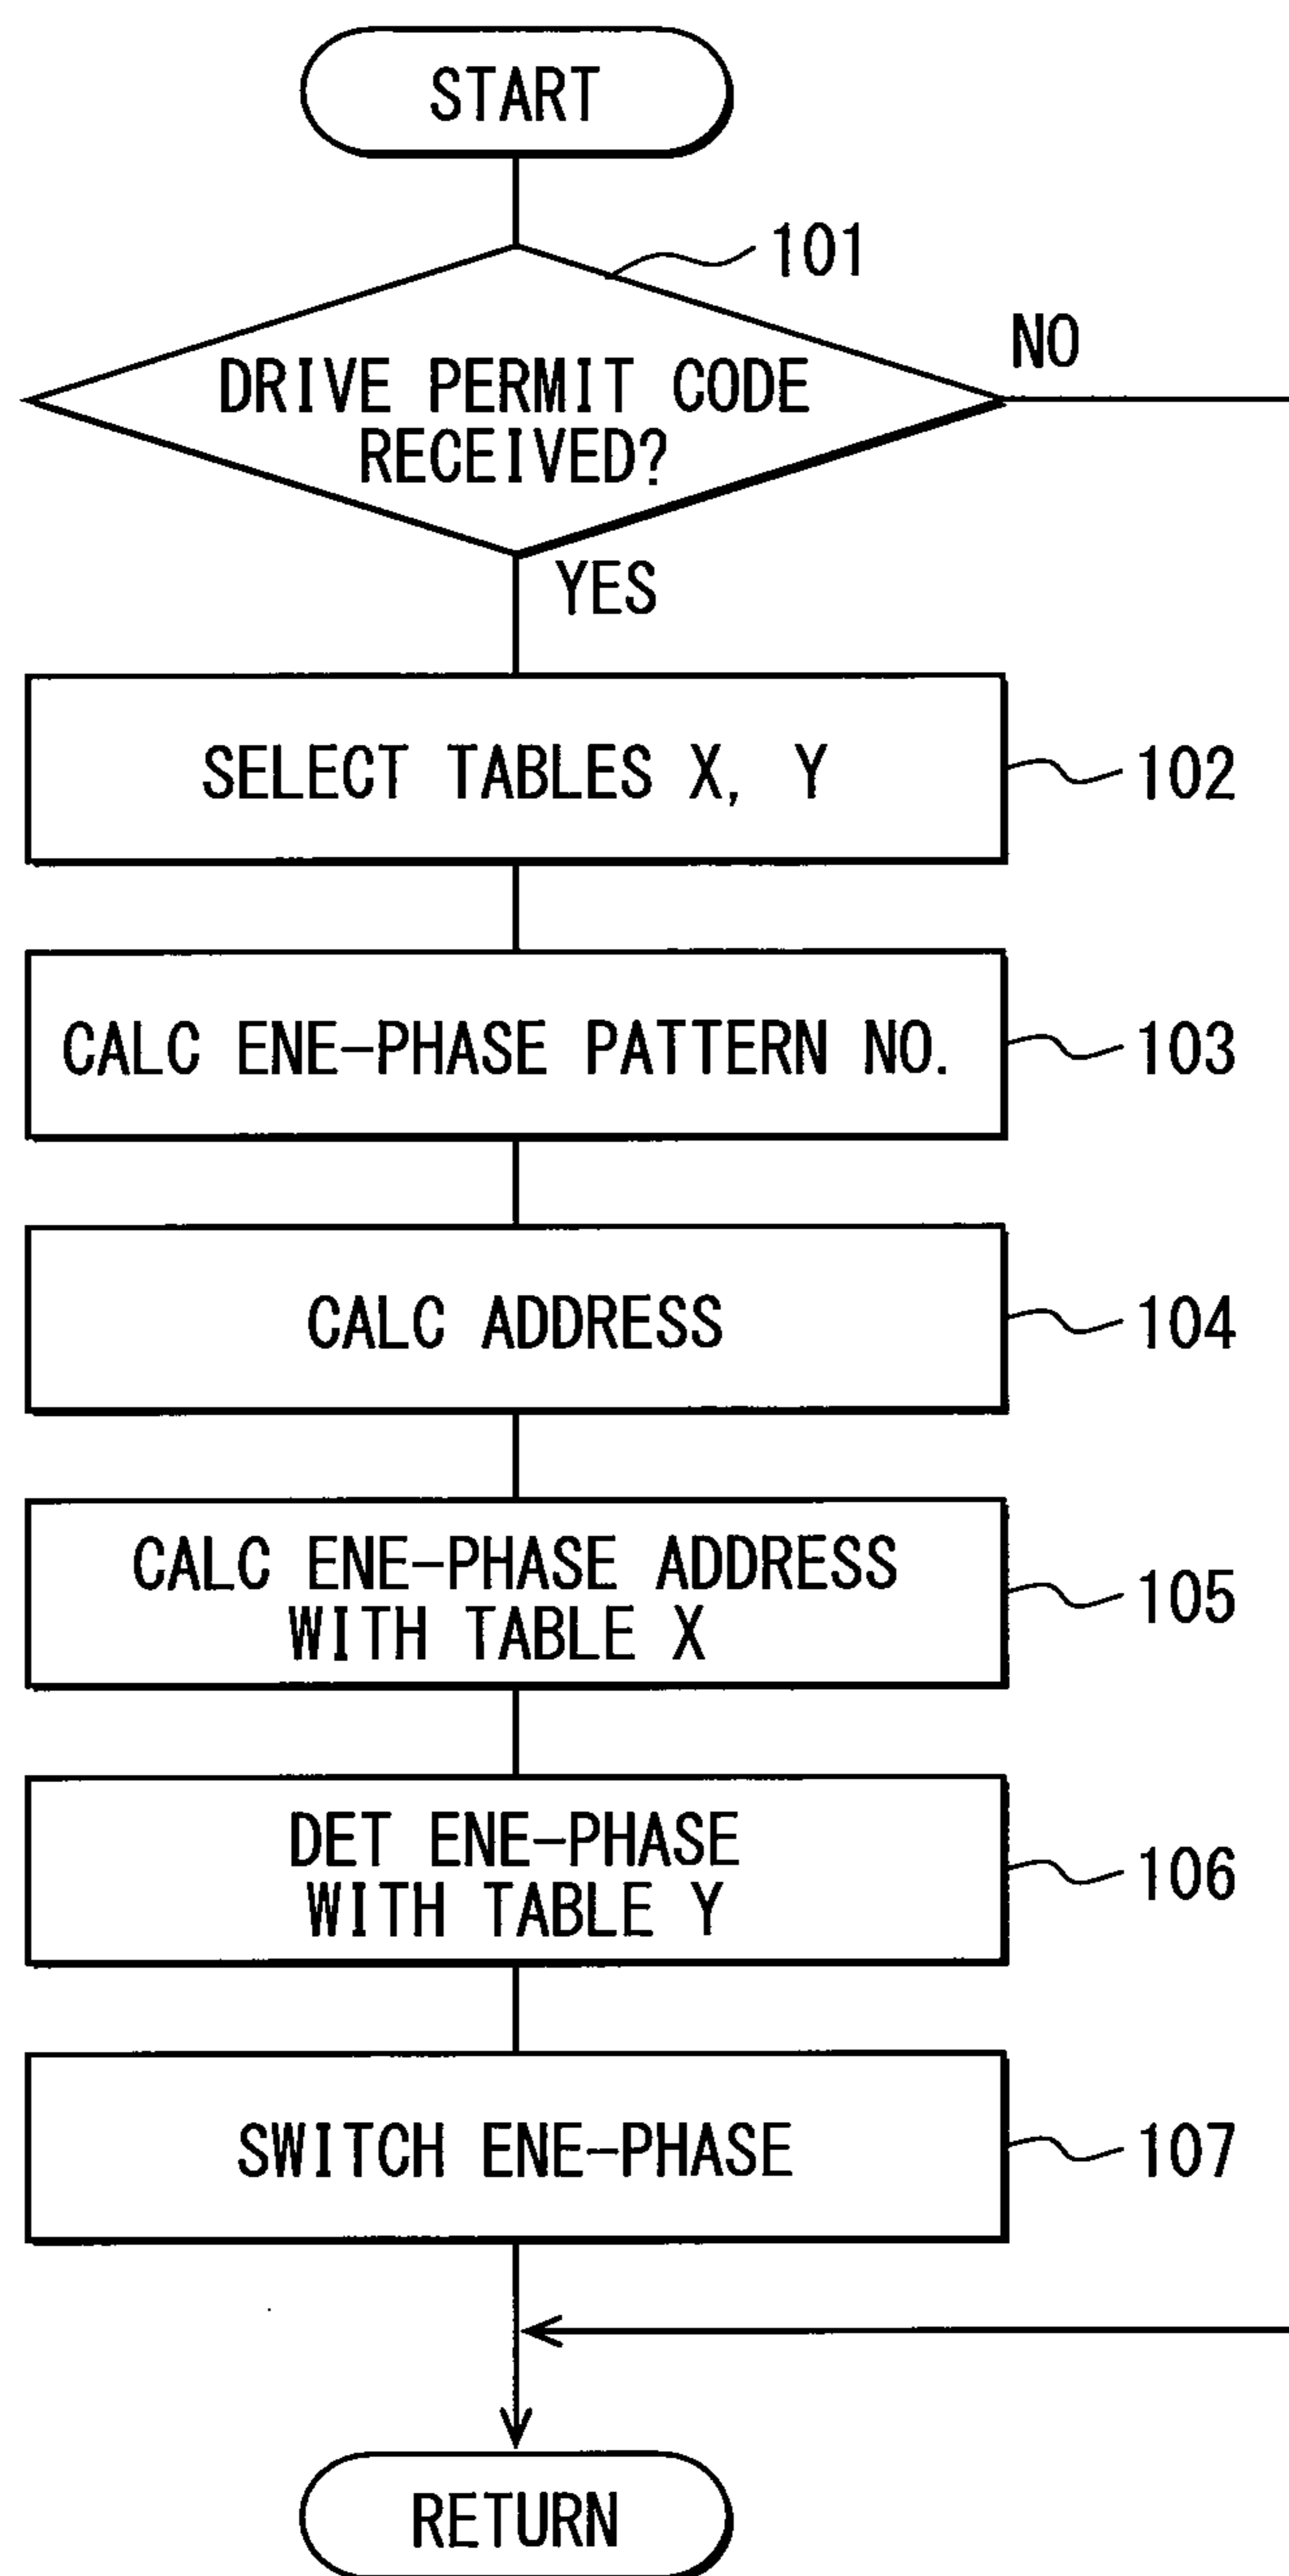 START
101
NO
DRIVE PERMIT CODE
RECEIVED?
YES
SELECT TABLES X, Y
102
CALC ENE-PHASE PATTERN NO.
103
CALC ADDRESS
104
CALC ENE-PHASE ADDRESS
WITH TABLE X
105
DET ENE-PHASE
WITH TABLE Y
106
SWITCH ENE-PHASE
107
RETURN